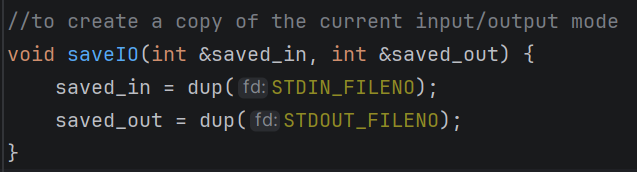 //to create a copy of the current input/output mode
void saveIO(int &saved_in, int &saved_out) {
    saved_in = dup(fd: STDIN_FILENO);
    saved_out = dup(fd: STDOUT_FILENO);
}